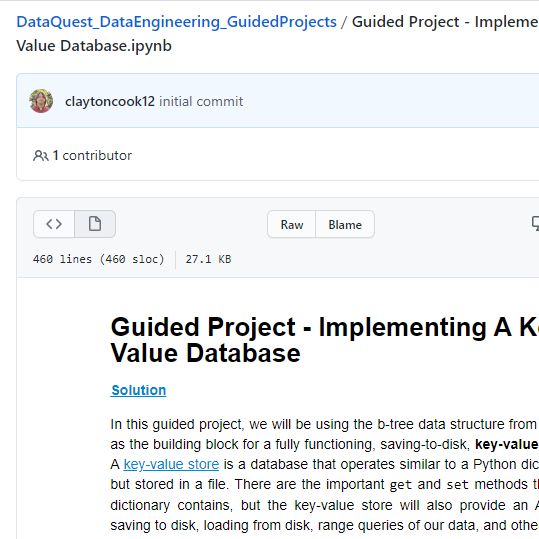 DataQuest_DataEngineering_GuidedProjects / Guided Project - Impleme
Value Database.ipynb
claytoncook12 initial commit
1 contributor
Raw Blame
460 lines (460 sloc) 27.1 KB
Guided Project - Implementing A K
Value Database
Solution
In this guided project, we will be using the b-tree data structure from
as the building block for a fully functioning, saving-to-disk, key-value
A key-value store is a database that operates similar to a Python dic
but stored in a file. There are the important get and set methods th
dictionary contains, but the key-value store will also provide an A
saving to disk, loading from disk, range queries of our data, and othe